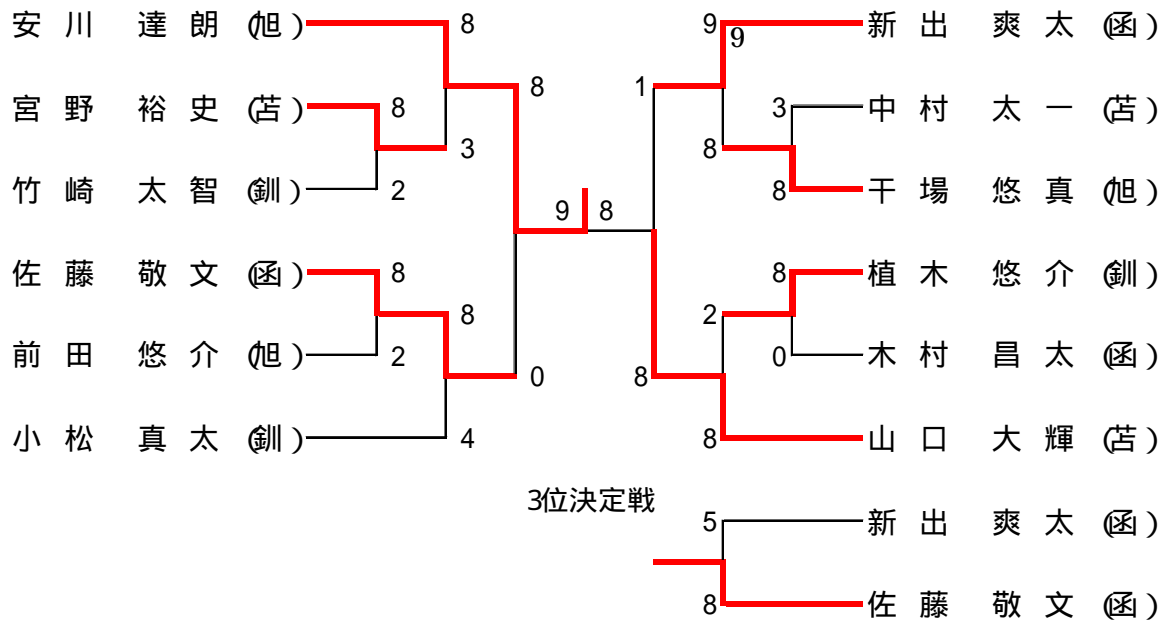 安川 達朗 (旭) 8 9 9 新出 爽太 (函)
8 1
宮野 裕史 (苫) 8 3 中村 太一 (苫)
3 8
竹崎 太智 (釧) 2 8 干場 悠真 (旭)
9 8
佐藤 敬文 (函) 8 8 植木 悠介 (釧)
8 2
前田 悠介 (旭) 2 0 木村 昌太 (函)
0 8
小松 真太 (釧) 4 8 山口 大輝 (苫)
3位決定戦
5 新出 爽太 (函)
8 佐藤 敬文 (函)